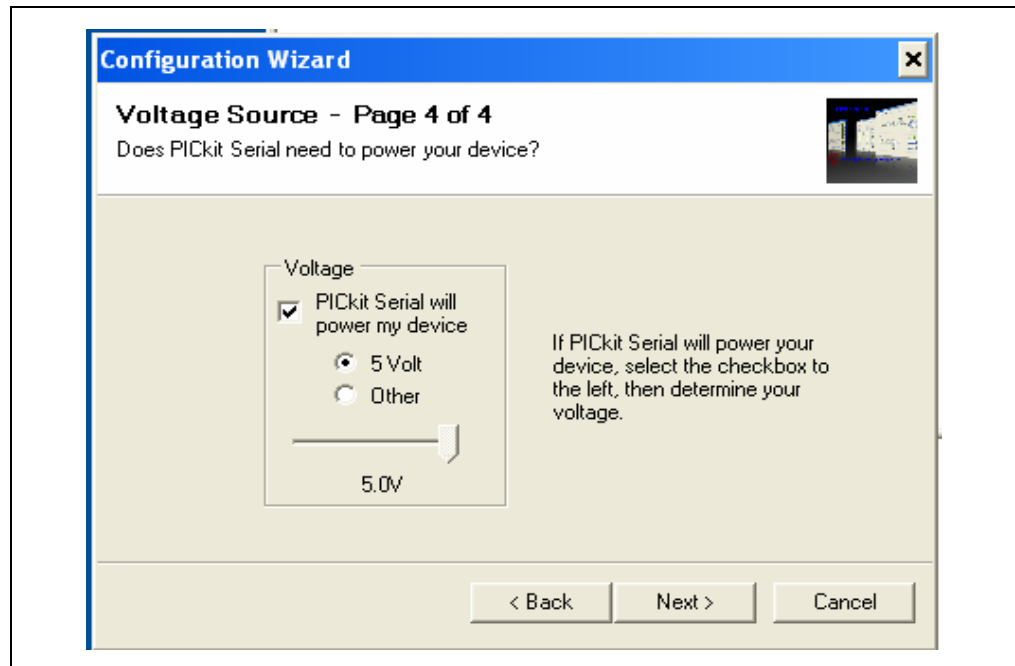 Configuration Wizard
Voltage Source - Page 4 of 4
Does PICkit Serial need to power your device?
Voltage
PICkit Serial will
power my device
5 Volt
Other
5.0V
If PICkit Serial will power your
device, select the checkbox to
the left, then determine your
voltage.
< Back
Next >
Cancel